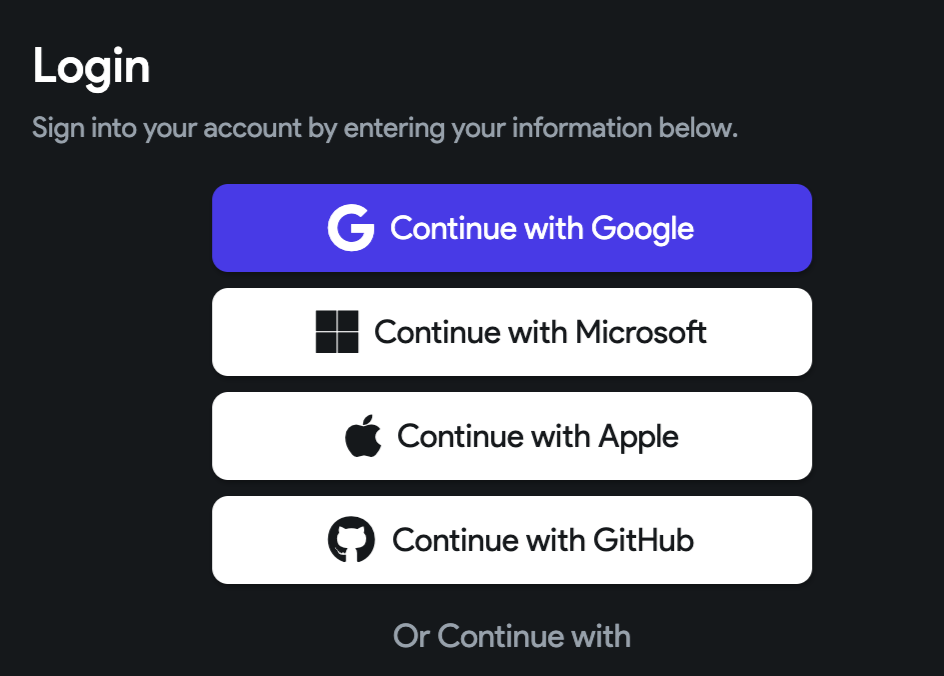 Login
Sign into your account by entering your information below.
Continue with Google
Continue with Microsoft
Continue with Apple
Continue with GitHub
Or Continue with